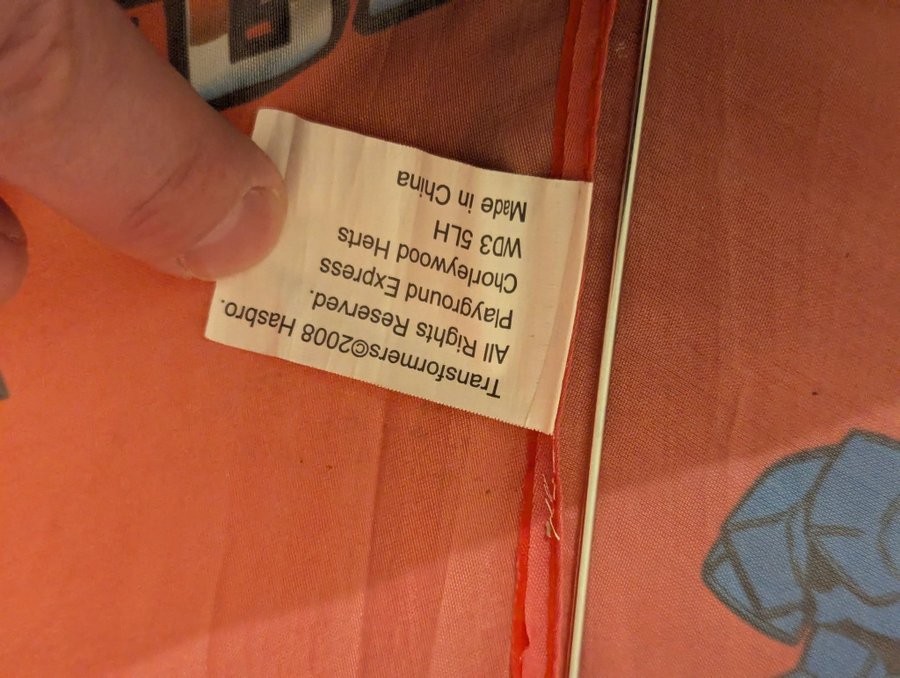 Transformers©2008 Hasbro.
All Rights Reserved.
Playground Express
Chorleywood Herts
WD3 5LH
Made in China